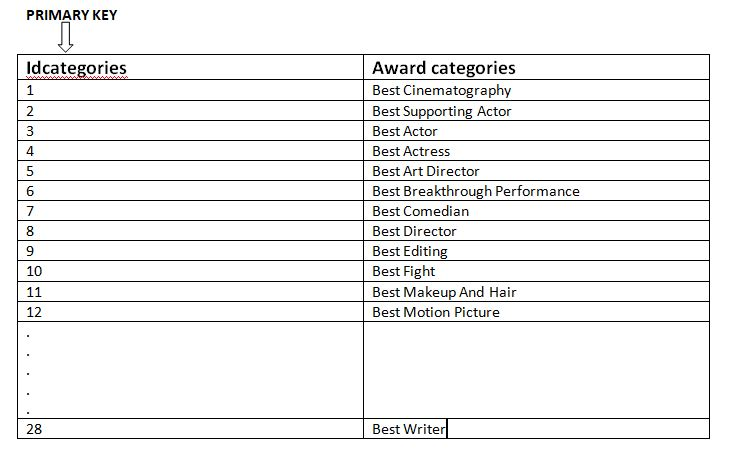 PRIMARY KEY
Idcategories Award categories
1 Best Cinematography
2 Best Supporting Actor
3 Best Actor
4 Best Actress
5 Best Art Director
6 Best Breakthrough Performance
7 Best Comedian
8 Best Director
9 Best Editing
10 Best Fight
11 Best Makeup And Hair
12 Best Motion Picture
.
.
.
.
.
28 Best Writer